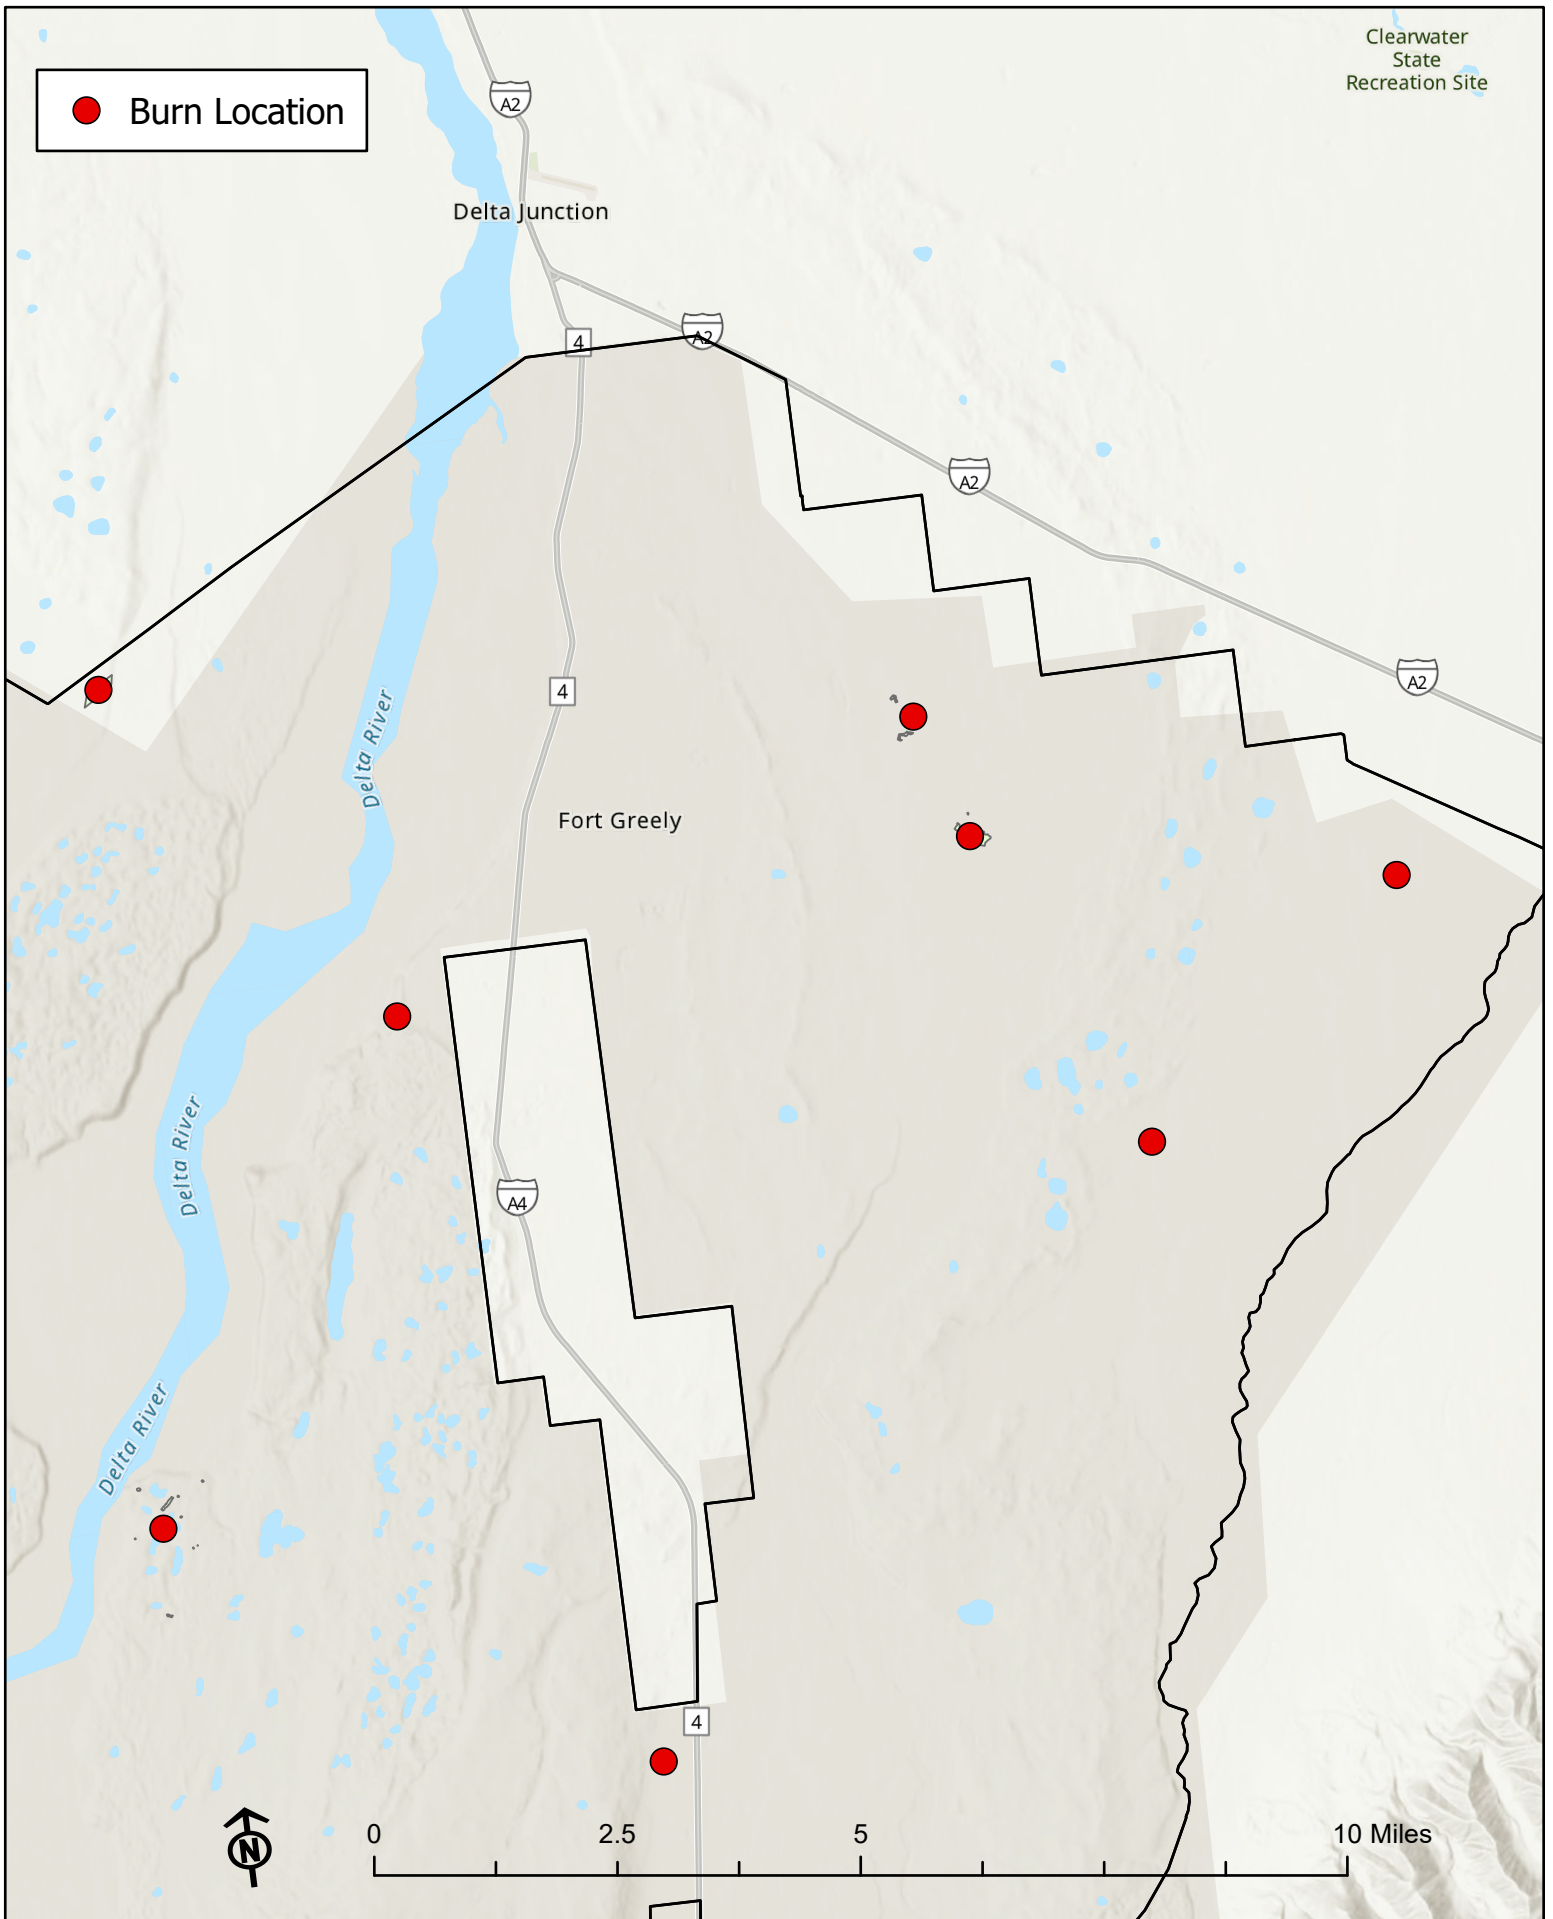 Clearwater
State
Recreation Site
Burn Location
A2
Delta Junction
A2
4
A2
A2
4
Delta River
Fort Greely
Delta River
A4
Delta River
4
N
0 2.5 5 10 Miles